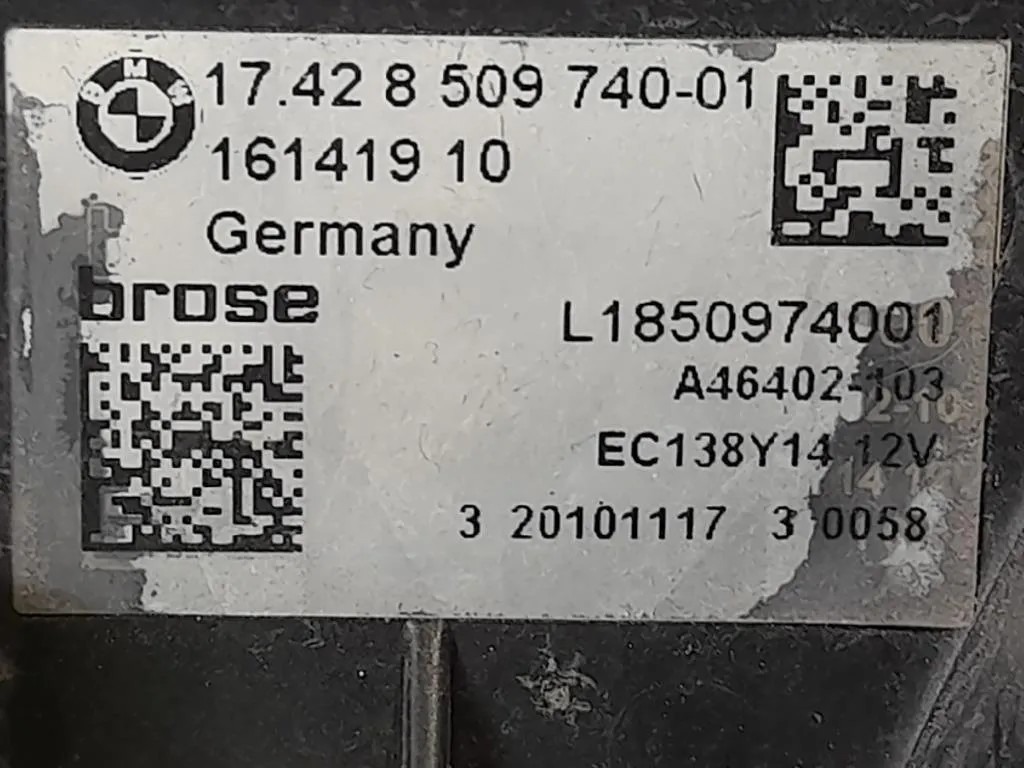 BMW
17.42 8 509 740-01
161419 10
Germany
brose
L1850974001
A46402-103
EC138Y14 12V
3 20101117 3 0058